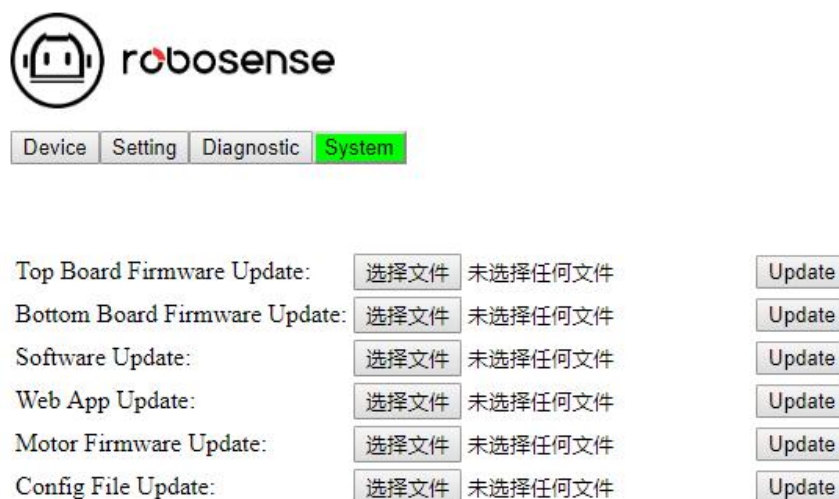 robosense
Device Setting Diagnostic System
Top Board Firmware Update: 选择文件 未选择任何文件 Update
Bottom Board Firmware Update: 选择文件 未选择任何文件 Update
Software Update: 选择文件 未选择任何文件 Update
Web App Update: 选择文件 未选择任何文件 Update
Motor Firmware Update: 选择文件 未选择任何文件 Update
Config File Update: 选择文件 未选择任何文件 Update